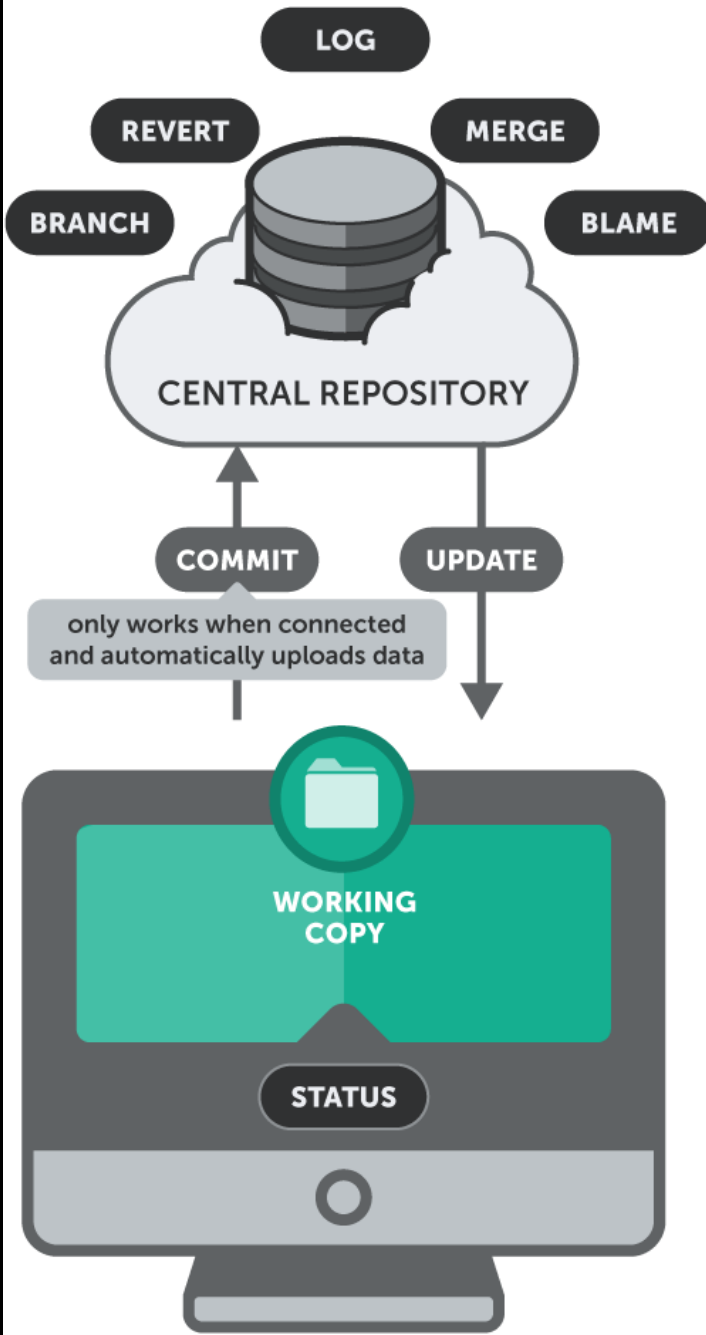 LOG
REVERT
MERGE
BRANCH
BLAME
CENTRAL REPOSITORY
COMMIT
UPDATE
only works when connected
and automatically uploads data
WORKING
COPY
STATUS